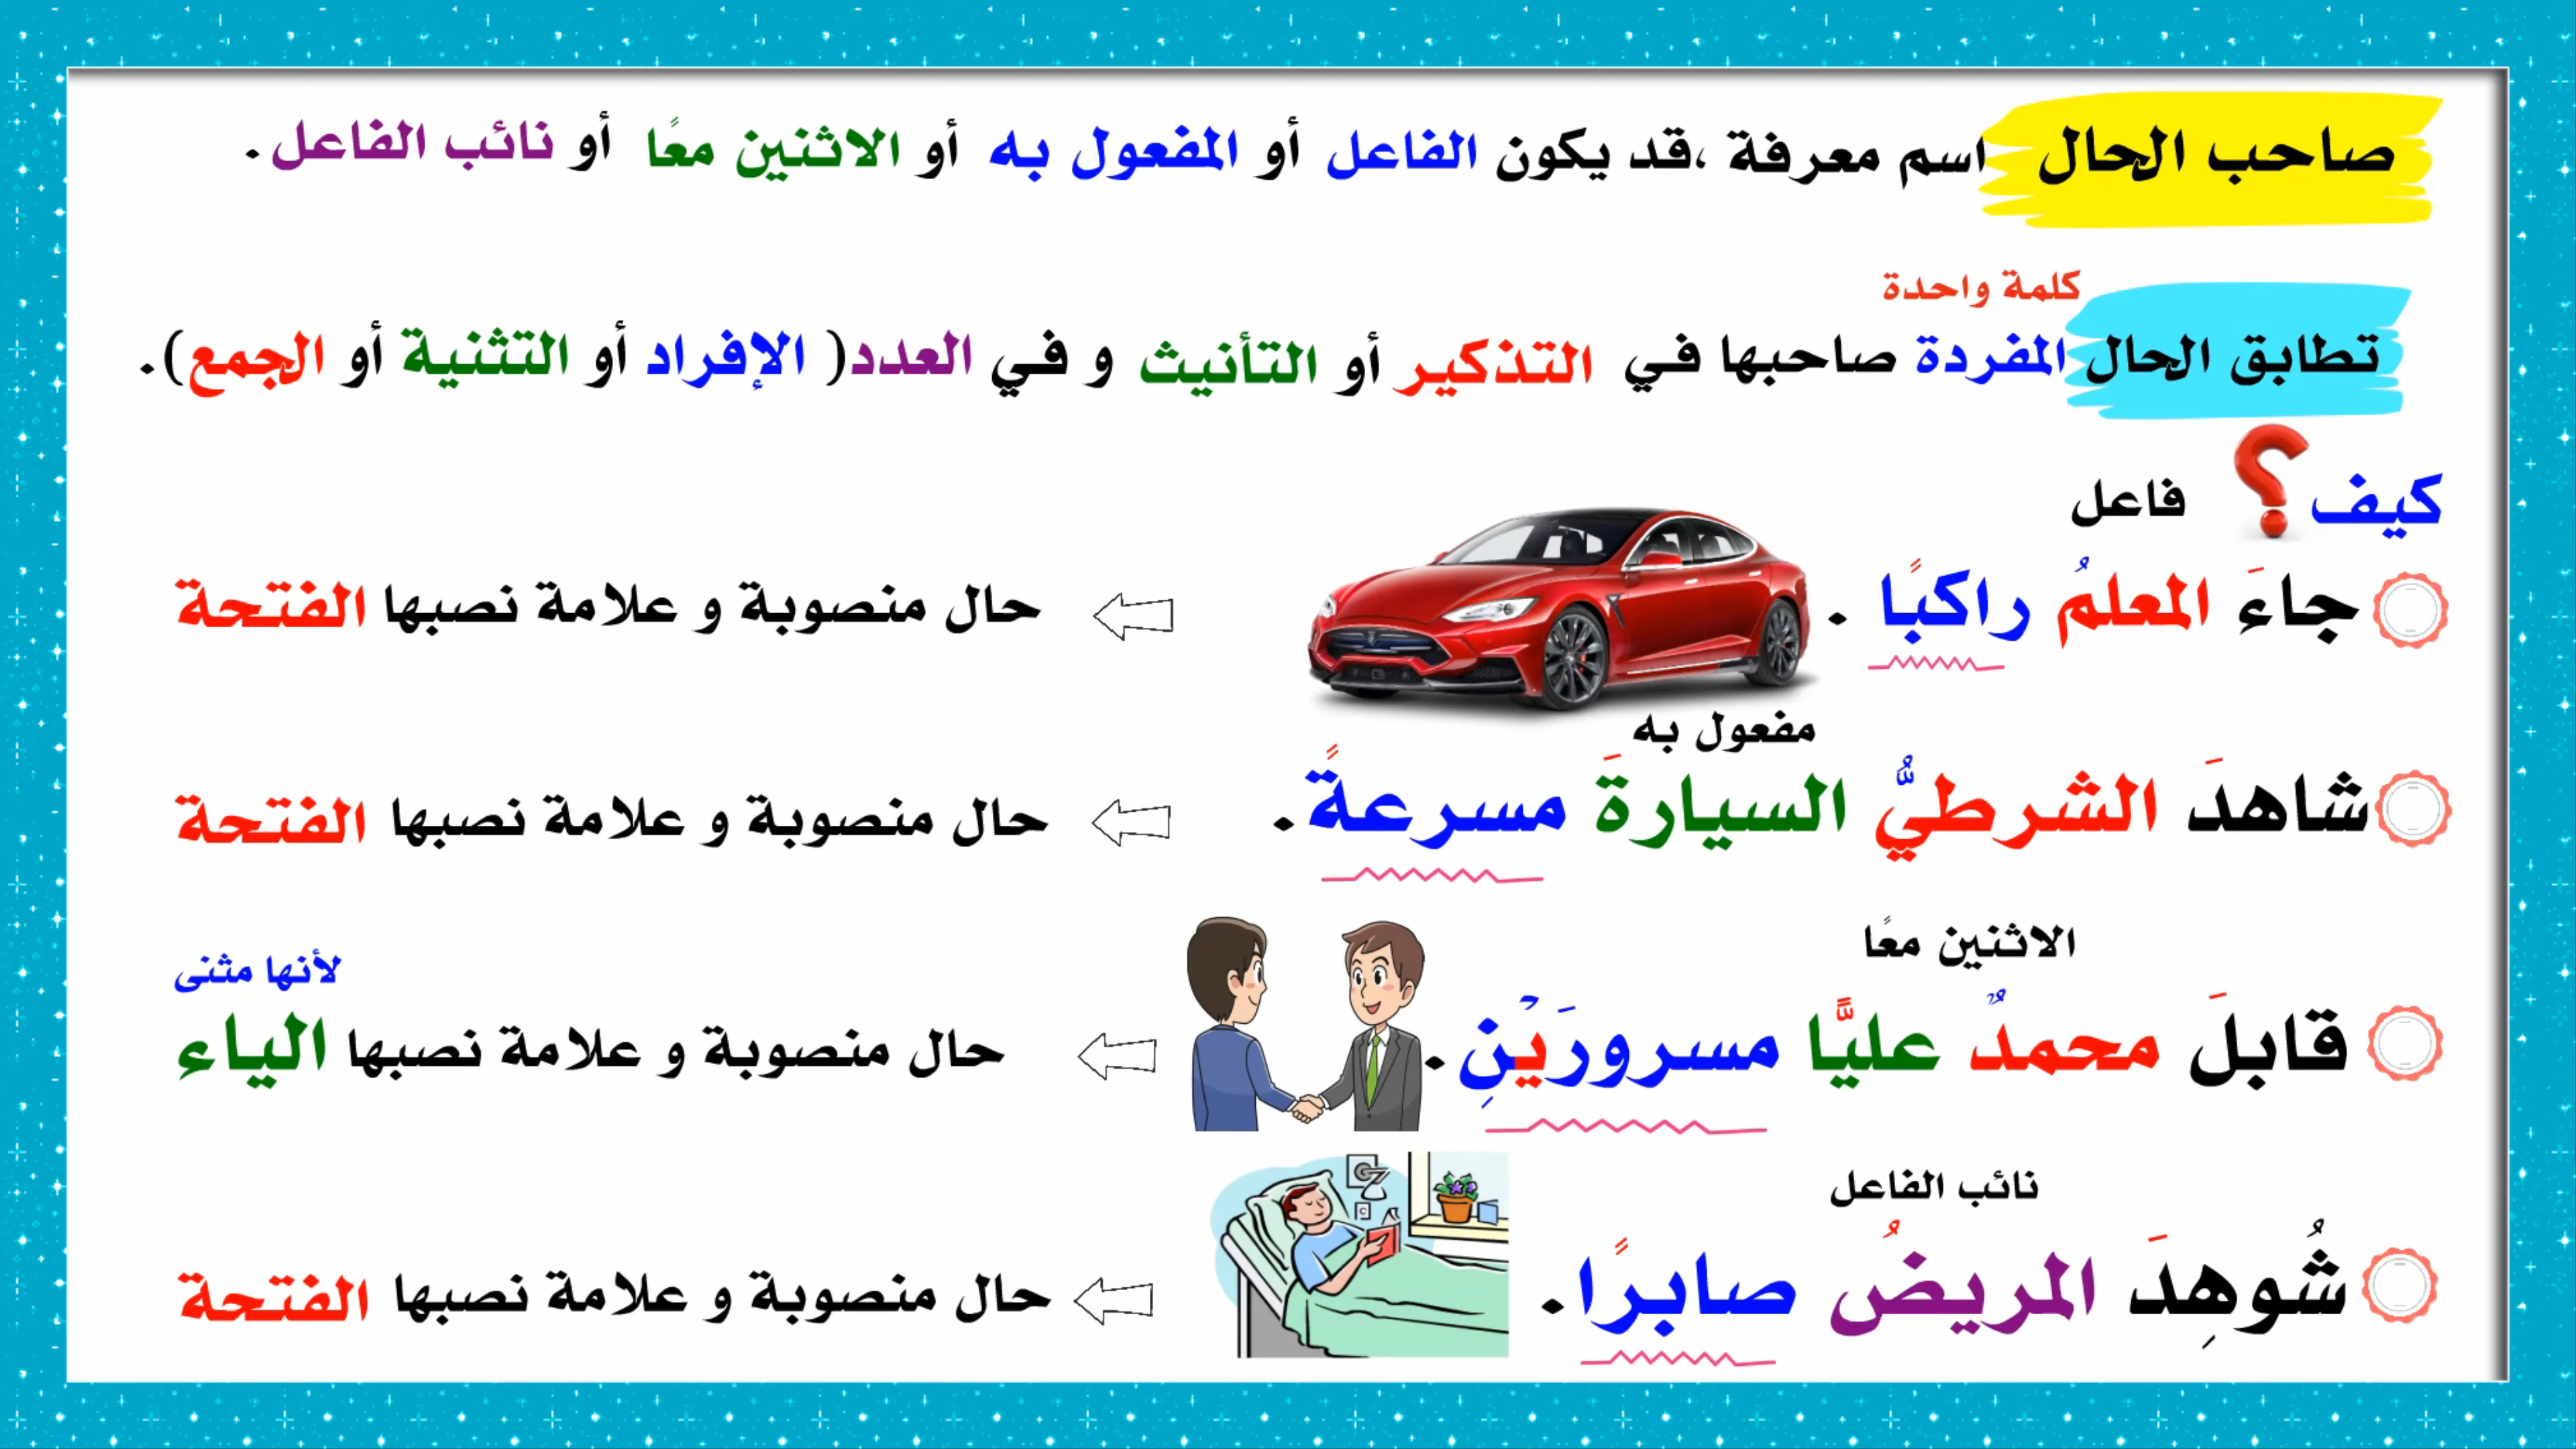 صاحب الحال اسم معرفة ،قد يكون الفاعل أو المفعول به أو الاثنين معًا أو نائب الفاعل .
كلمة واحدة
تطابق الحال المفردة صاحبها في التذكير أو التأنيث و في العدد( الإفراد أو التثنية أو الجمع).
كيف؟
فاعل
جاءَ المعلمُ راكبًا . حال منصوبة و علامة نصبها الفتحة
مفعول به
شاهدَ الشرطيُّ السيارةَ مسرعةً. حال منصوبة و علامة نصبها الفتحة
الاثنين معًا
لأنها مثنى
قابلَ محمدٌ عليًّا مسرورَيْنِ. حال منصوبة و علامة نصبها الياء
نائب الفاعل
شُوهِدَ المريضُ صابرًا. حال منصوبة و علامة نصبها الفتحة